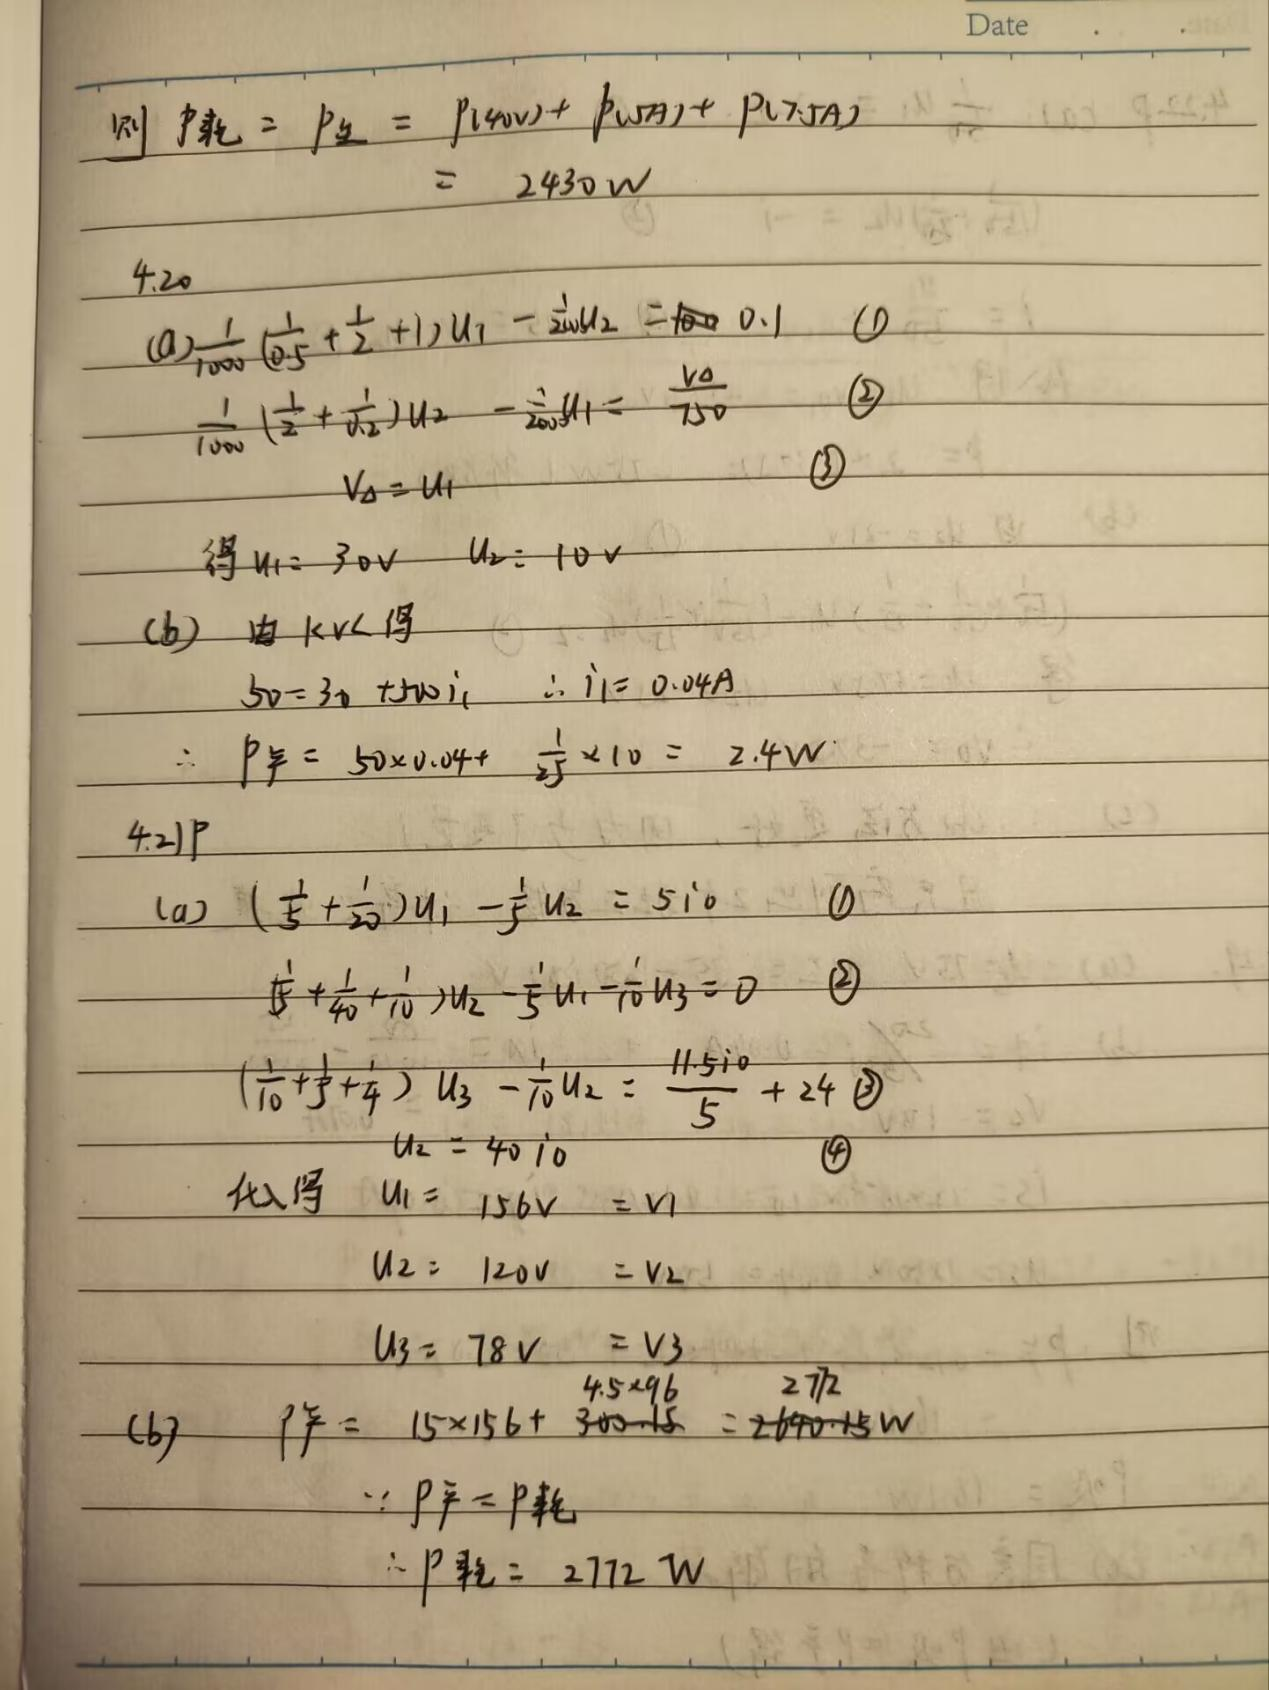 Date
则 P耗 = P生 = P(40V) + P(5A) + P(7.5A)
= 2430W
4.20
(a) 1/1000 (1/0.5 + 1/2 + 1) U1 - 1/2000 U2 = 0.1 ①
1/1000 (1/2 + 1/0.2) U2 - 1/2000 U1 = VΔ/750 ②
VΔ = U1 ③
得 U1 = 30V U2 = 10V
(b) 由 KVL 得
50 = 30 + 500 i1 ∴ i1 = 0.04A
∴ P产 = 50×0.04 + 1/25 × 10 = 2.4W
4.21P
(a) (1/5 + 1/20) U1 - 1/5 U2 = 5i0 ①
(1/5 + 1/40 + 1/10) U2 - 1/5 U1 - 1/10 U3 = 0 ②
(1/10 + 1/5 + 1/4) U3 - 1/10 U2 = 11.5i0/5 + 24 ③
U2 = 40 i0 ④
代入得 U1 = 156V = V1
U2 = 120V = V2
U3 = 78V = V3
4.5×96 2772
(b) P产 = 15×156 + 300.15 = 2640.15W
∵ P产 = P耗
∴ P耗 = 2772 W